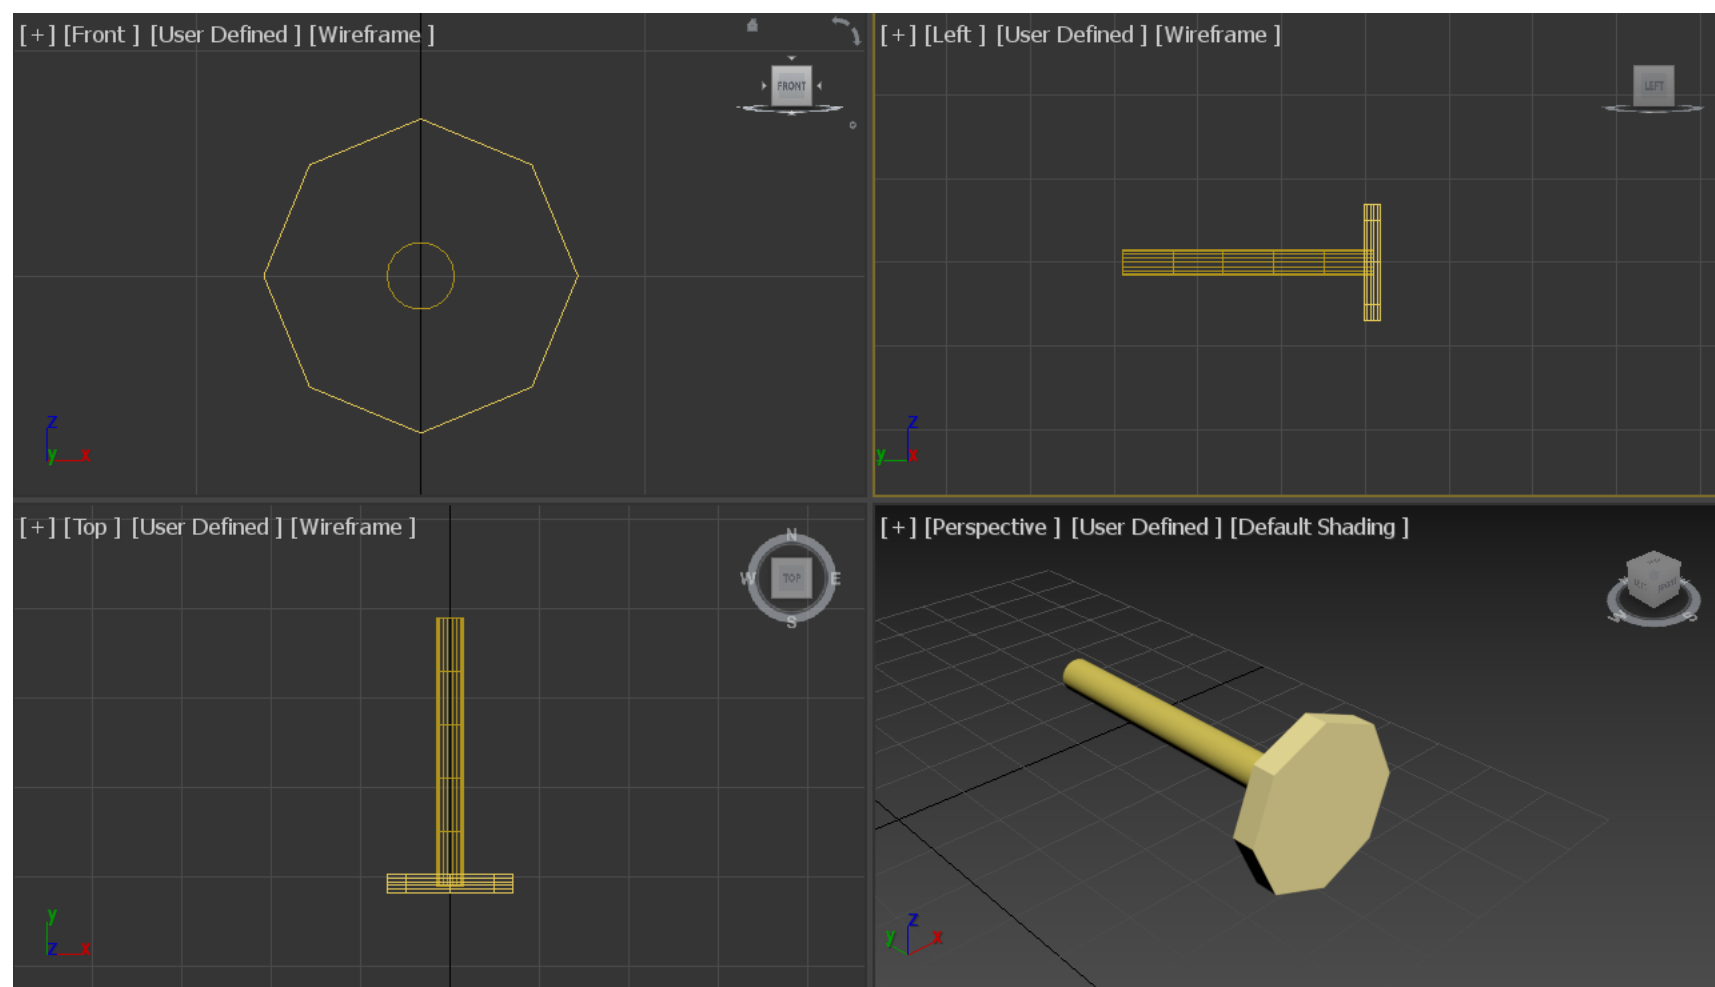 [+] [Front ] [User Defined ] [Wireframe ]
FRONT
z
y x
[+] [Left ] [User Defined ] [Wireframe ]
LEFT
z
y x
[+] [Top ] [User Defined ] [Wireframe ]
N
W TOP E
S
y
z x
[+] [Perspective ] [User Defined ] [Default Shading ]
W S
z
y x